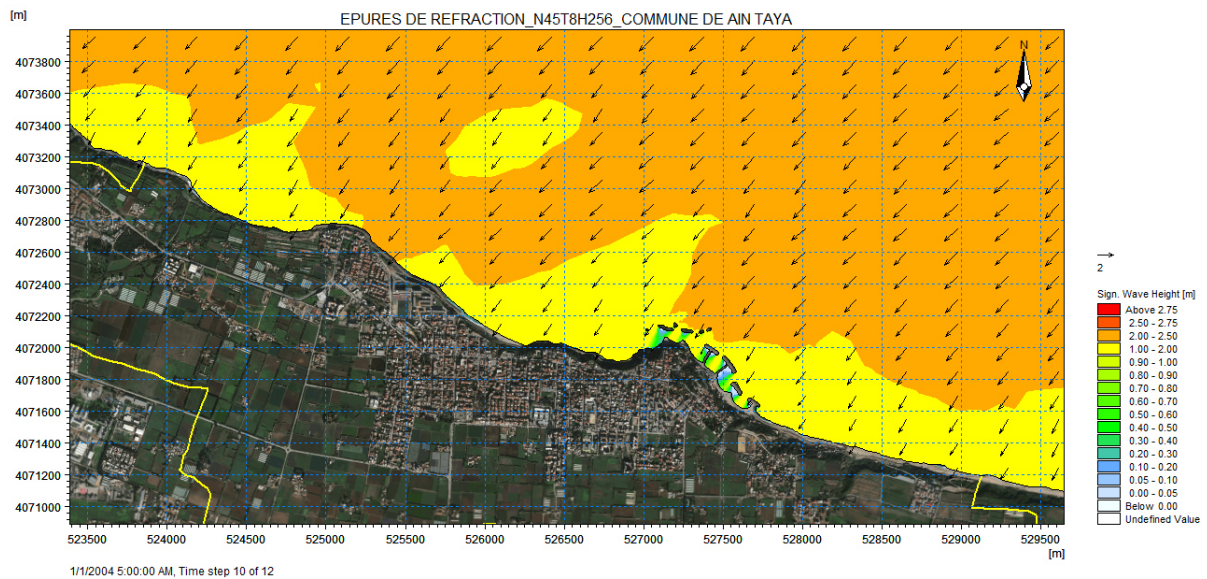 [m]
EPURES DE REFRACTION_N45T8H256_COMMUNE DE AIN TAYA
N
4073800
4073600
4073400
4073200
4073000
4072800
4072600
4072400
4072200
4072000
4071800
4071600
4071400
4071200
4071000
523500
524000
524500
525000
525500
526000
526500
527000
527500
528000
528500
529000
529500
[m]
2
Sign. Wave Height [m]
Above 2.75
2.50 - 2.75
2.00 - 2.50
1.00 - 2.00
0.90 - 1.00
0.80 - 0.90
0.70 - 0.80
0.60 - 0.70
0.50 - 0.60
0.40 - 0.50
0.30 - 0.40
0.20 - 0.30
0.10 - 0.20
0.05 - 0.10
0.00 - 0.05
Below 0.00
Undefined Value
1/1/2004 5:00:00 AM, Time step 10 of 12